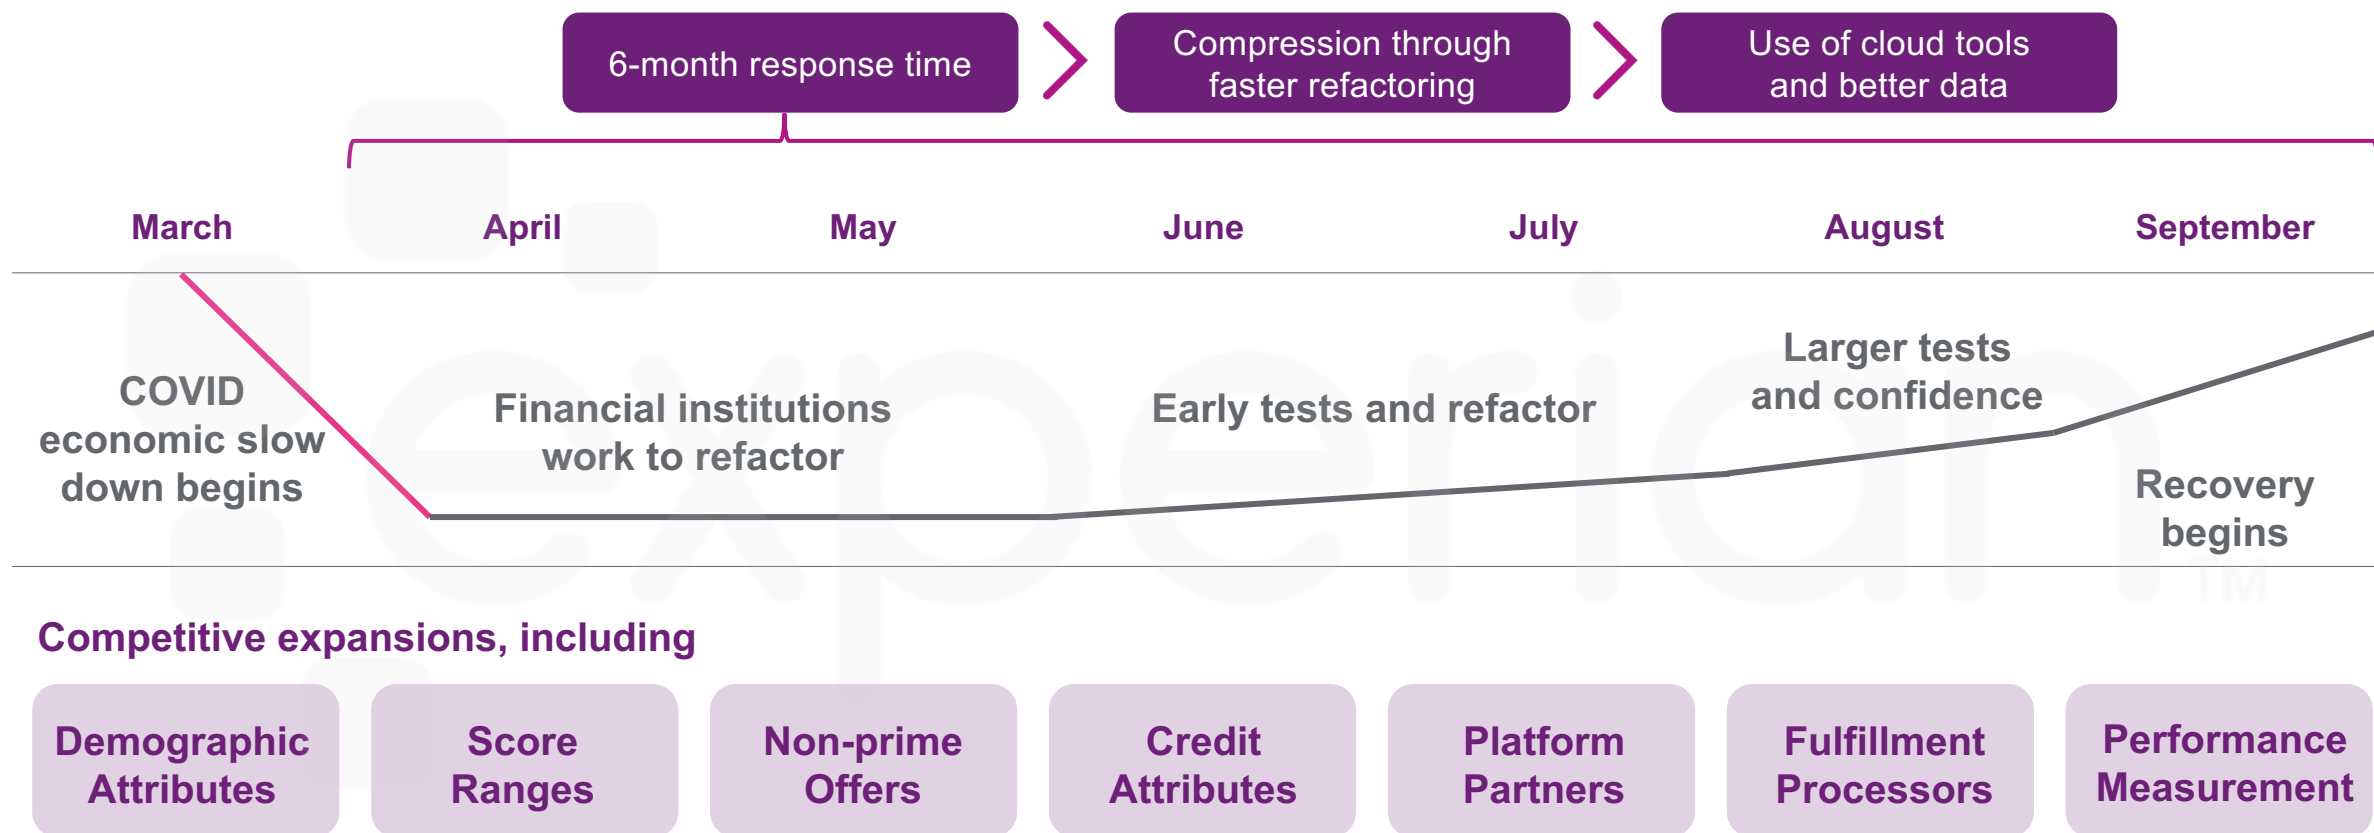 6-month response time
Compression through
faster refactoring
Use of cloud tools
and better data
March
April
May
June
July
August
September
COVID
economic slow
down begins
Financial institutions
work to refactor
Early tests and refactor
Larger tests
and confidence
Recovery
begins
experian
TM
Competitive expansions, including
Demographic
Attributes
Score
Ranges
Non-prime
Offers
Credit
Attributes
Platform
Partners
Fulfillment
Processors
Performance
Measurement